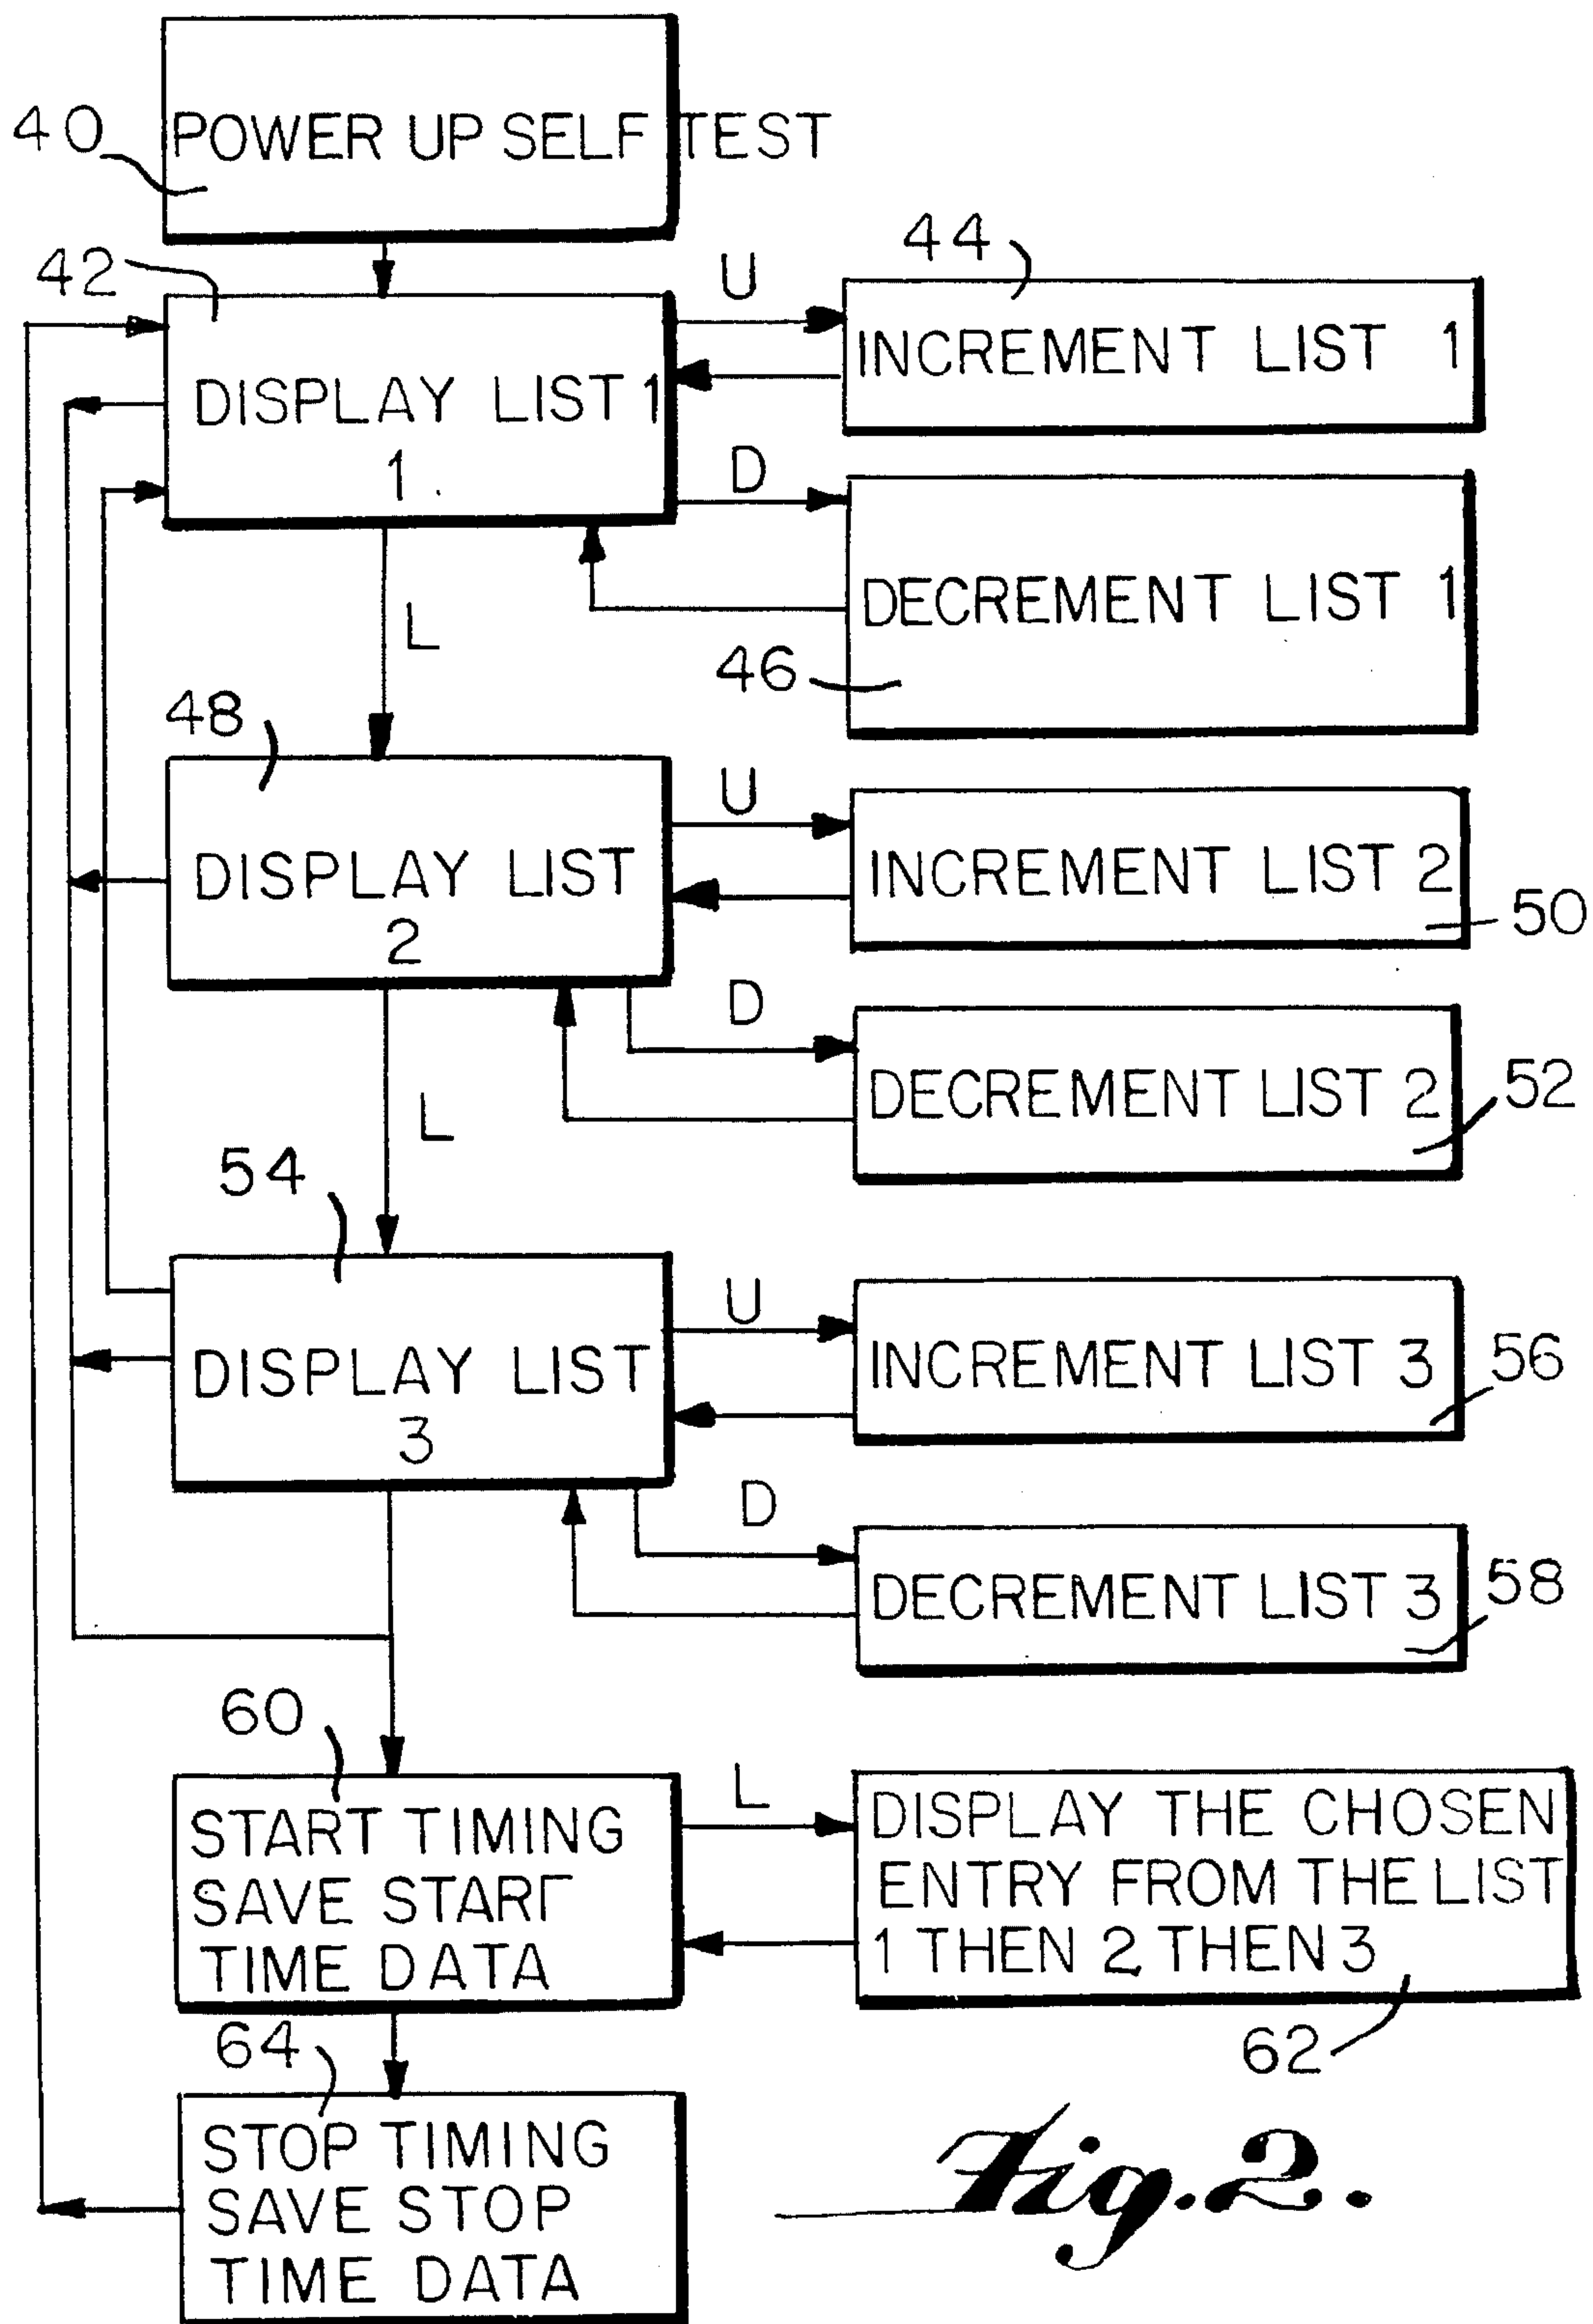 40
POWER UP SELF TEST
42
U
44
DISPLAY LIST 1
1
INCREMENT LIST 1
D
DECREMENT LIST 1
46
L
48
DISPLAY LIST
2
U
INCREMENT LIST 2
50
D
DECREMENT LIST 2
52
L
54
DISPLAY LIST
3
U
INCREMENT LIST 3
56
D
DECREMENT LIST 3
58
60
START TIMING
SAVE START
TIME DATA
L
DISPLAY THE CHOSEN
ENTRY FROM THE LIST
1 THEN 2 THEN 3
62
64
STOP TIMING
SAVE STOP
TIME DATA
Fig. 2.